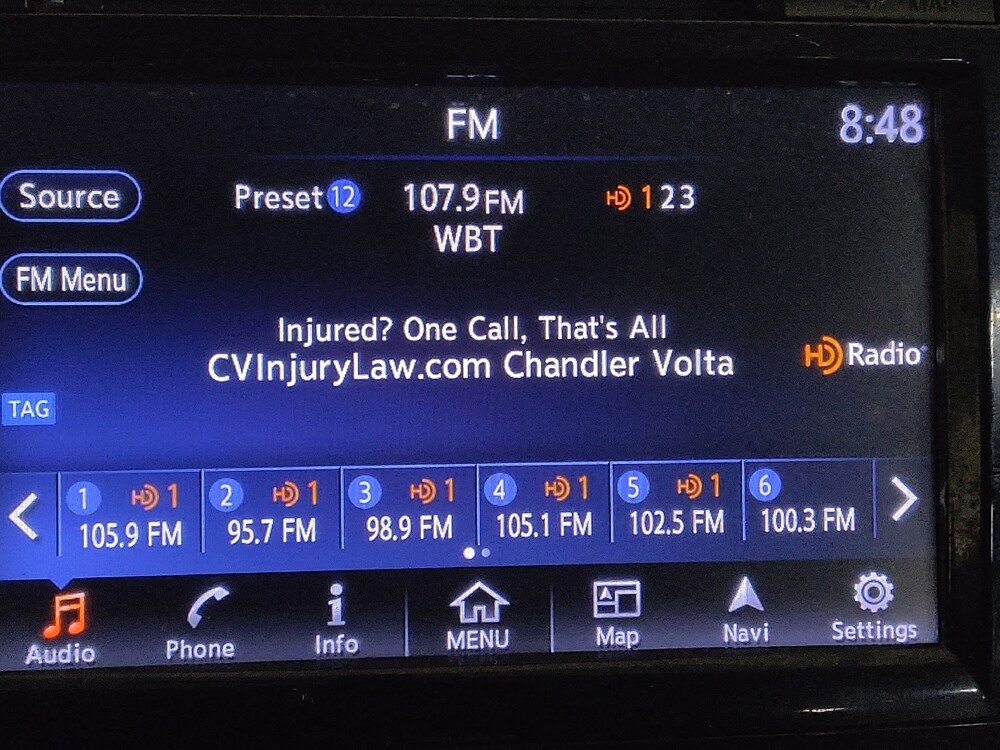 FM
8:48
Source
Preset 12 107.9 FM HD 1 2 3
WBT
FM Menu
Injured? One Call, That's All
CVInjuryLaw.com Chandler Volta
HD Radio
TAG
1 HD 1 2 HD 1 3 HD 1 4 HD 1 5 HD 1 6
105.9 FM 95.7 FM 98.9 FM 105.1 FM 102.5 FM 100.3 FM
Audio Phone Info MENU Map Navi Settings